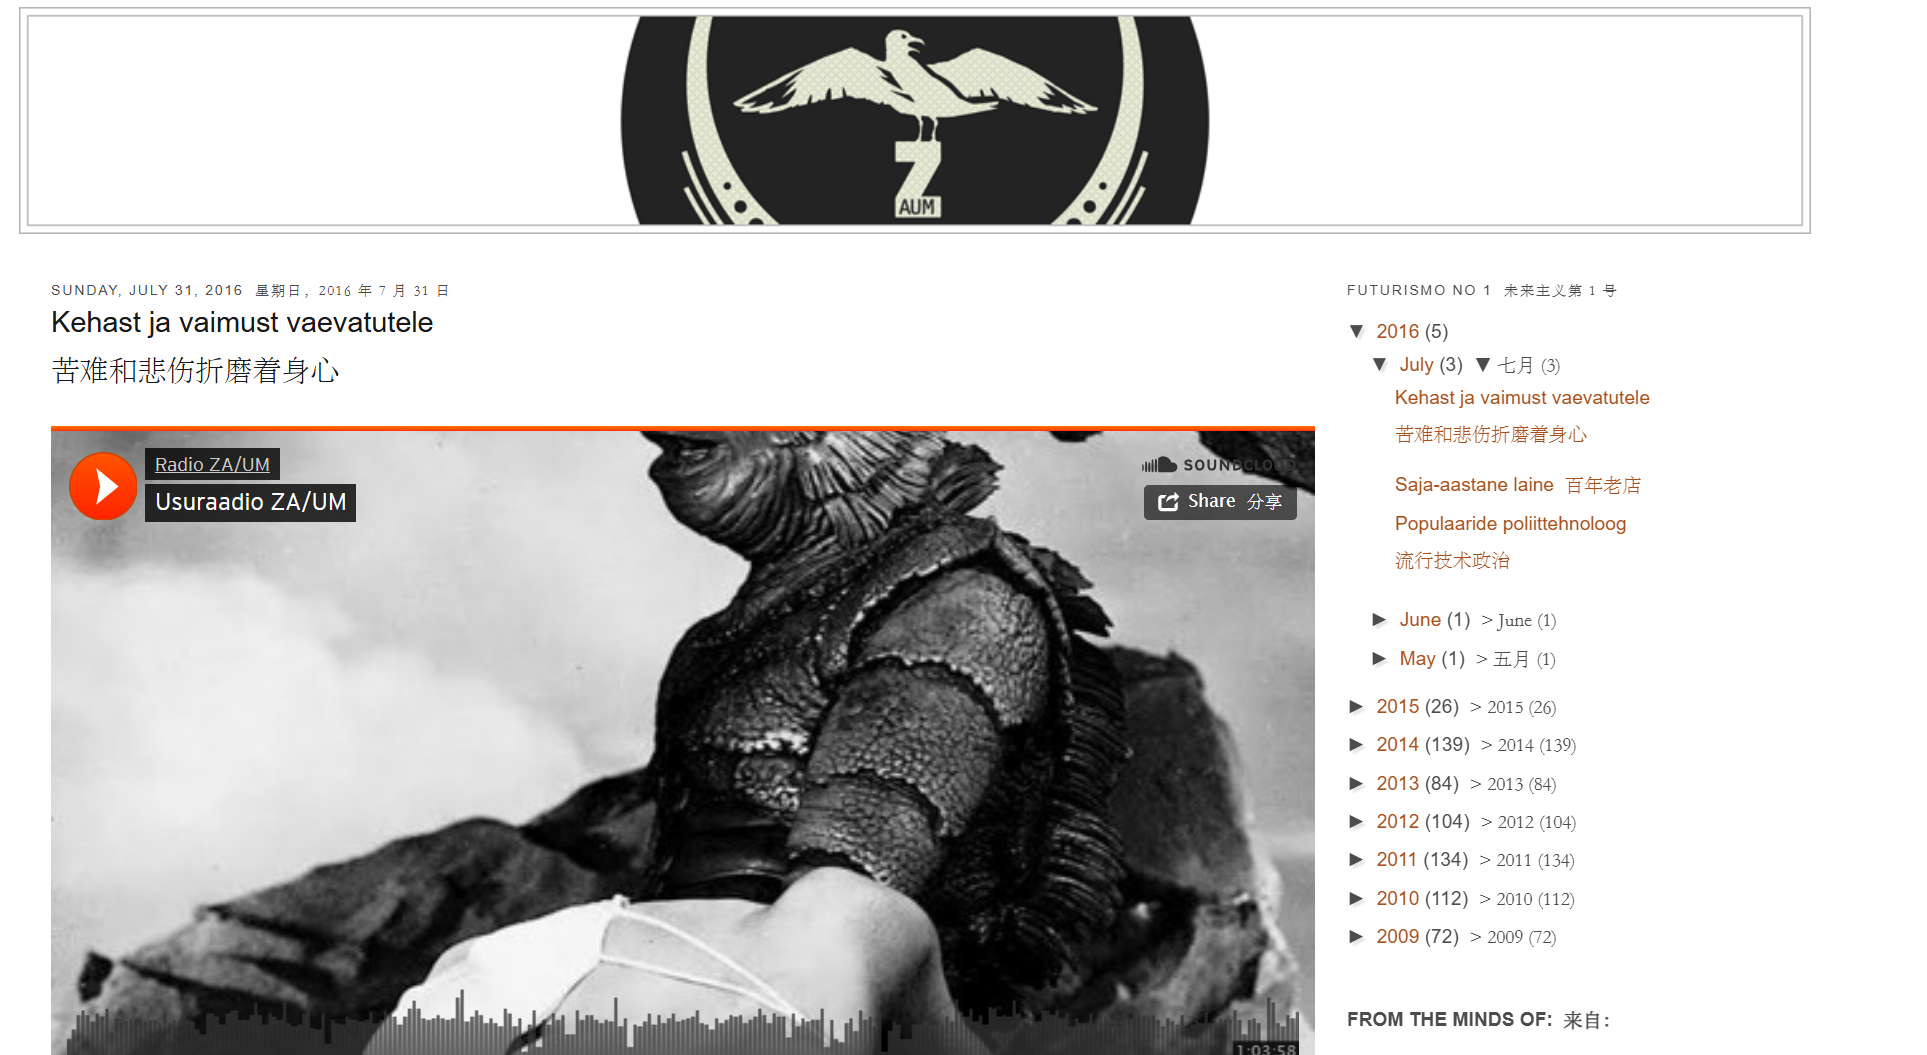 Z
AUM
SUNDAY, JULY 31, 2016 星期日，2016 年 7 月 31 日
Kehast ja vaimust vaevatutele
苦难和悲伤折磨着身心
Radio ZA/UM
Usuraadio ZA/UM
SOUNDCLOUD
Share 分享
1:03:58
FUTURISMO NO 1 未来主义第 1 号
▼ 2016 (5)
▼ July (3) ▼ 七月 (3)
Kehast ja vaimust vaevatutele
苦难和悲伤折磨着身心
Saja-aastane laine 百年老店
Populaaride poliittehnoloog
流行技术政治
► June (1) > June (1)
► May (1) > 五月 (1)
► 2015 (26) > 2015 (26)
► 2014 (139) > 2014 (139)
► 2013 (84) > 2013 (84)
► 2012 (104) > 2012 (104)
► 2011 (134) > 2011 (134)
► 2010 (112) > 2010 (112)
► 2009 (72) > 2009 (72)
FROM THE MINDS OF: 来自：